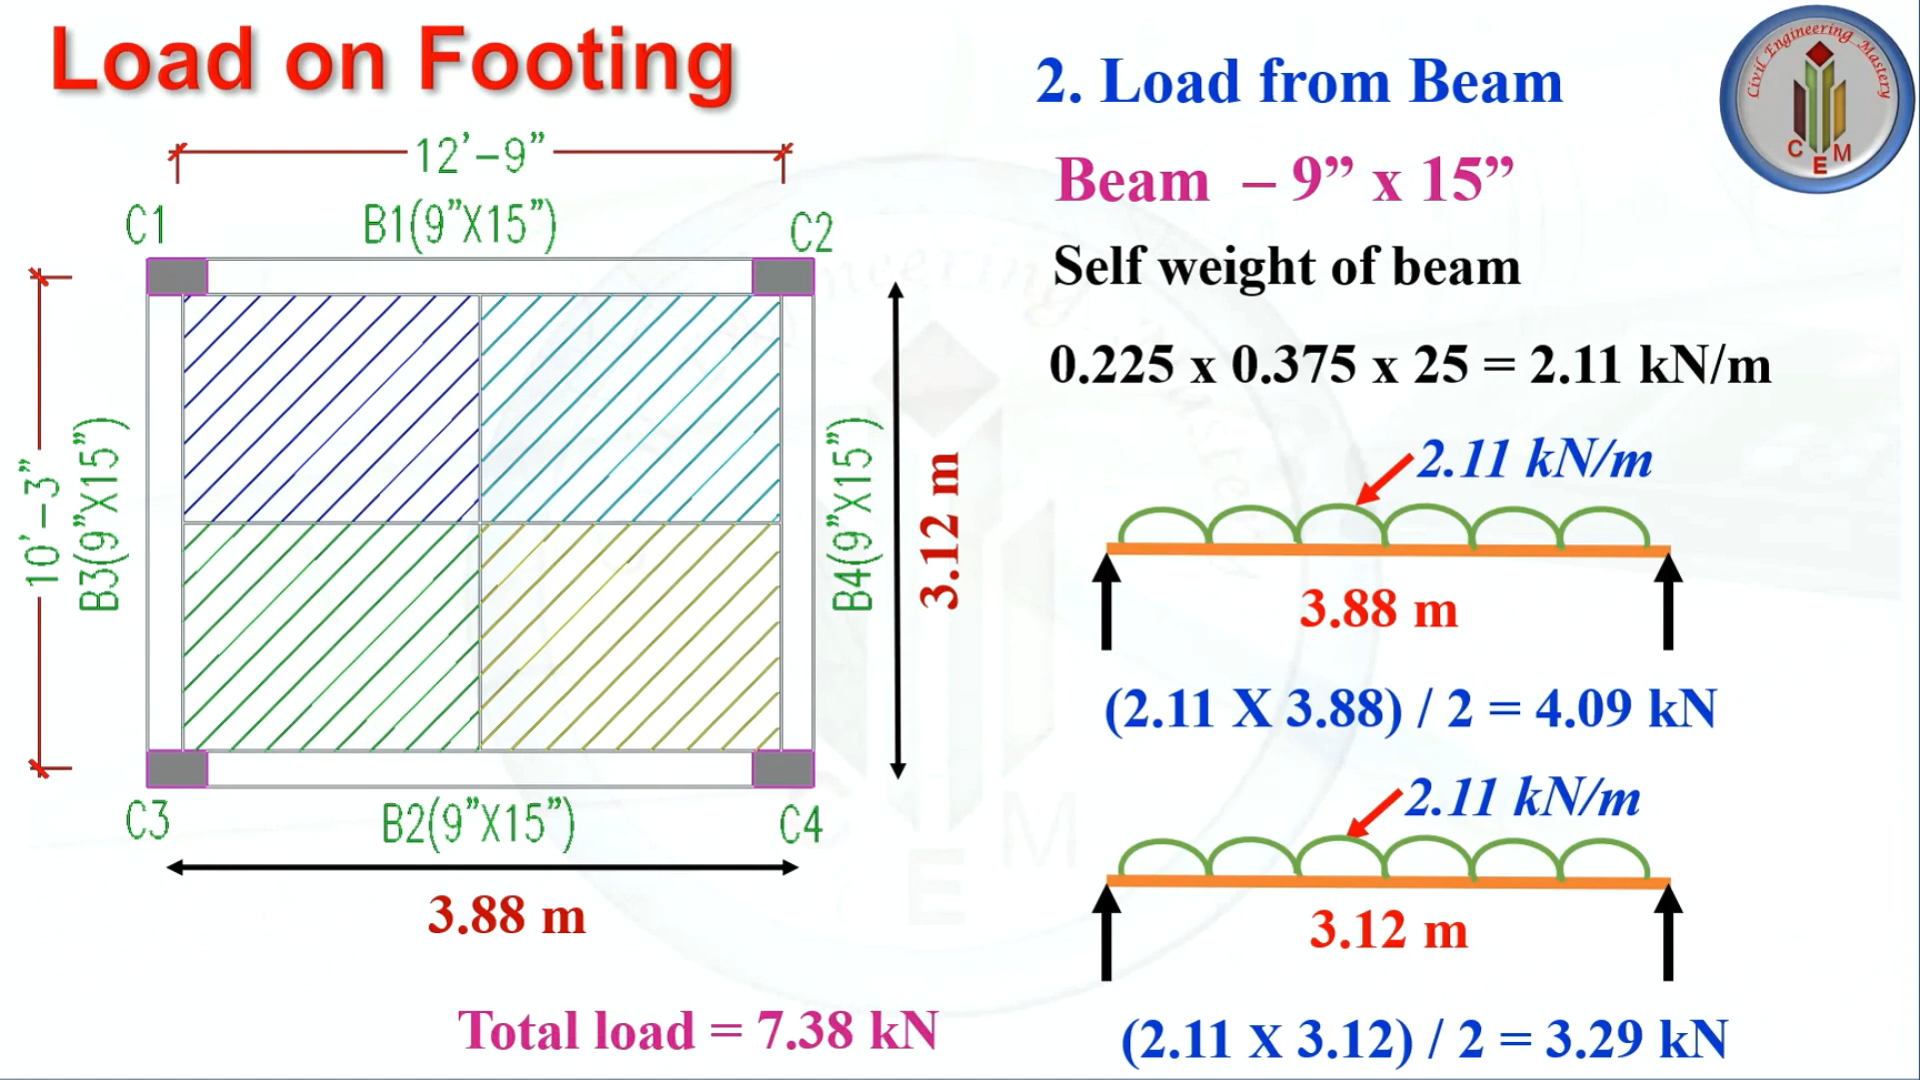 Load on Footing
12’-9”
C1
B1(9”X15”)
C2
10’-3”
B3(9”X15”)
B4(9”X15”)
3.12 m
C3
B2(9”X15”)
C4
3.88 m
Total load = 7.38 kN
2. Load from Beam
Beam – 9” x 15”
Self weight of beam
0.225 x 0.375 x 25 = 2.11 kN/m
2.11 kN/m
3.88 m
(2.11 X 3.88) / 2 = 4.09 kN
2.11 kN/m
3.12 m
(2.11 X 3.12) / 2 = 3.29 kN
Civil Engineering Mastery
C E M